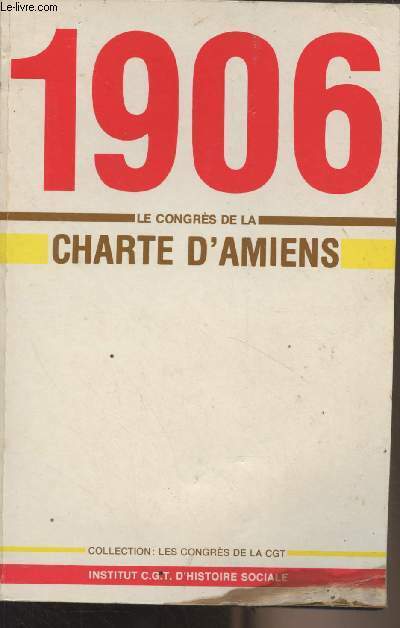 Le-livre.com
1906
LE CONGRÈS DE LA
CHARTE D'AMIENS
COLLECTION: LES CONGRÈS DE LA CGT
INSTITUT C.G.T. D'HISTOIRE SOCIALE